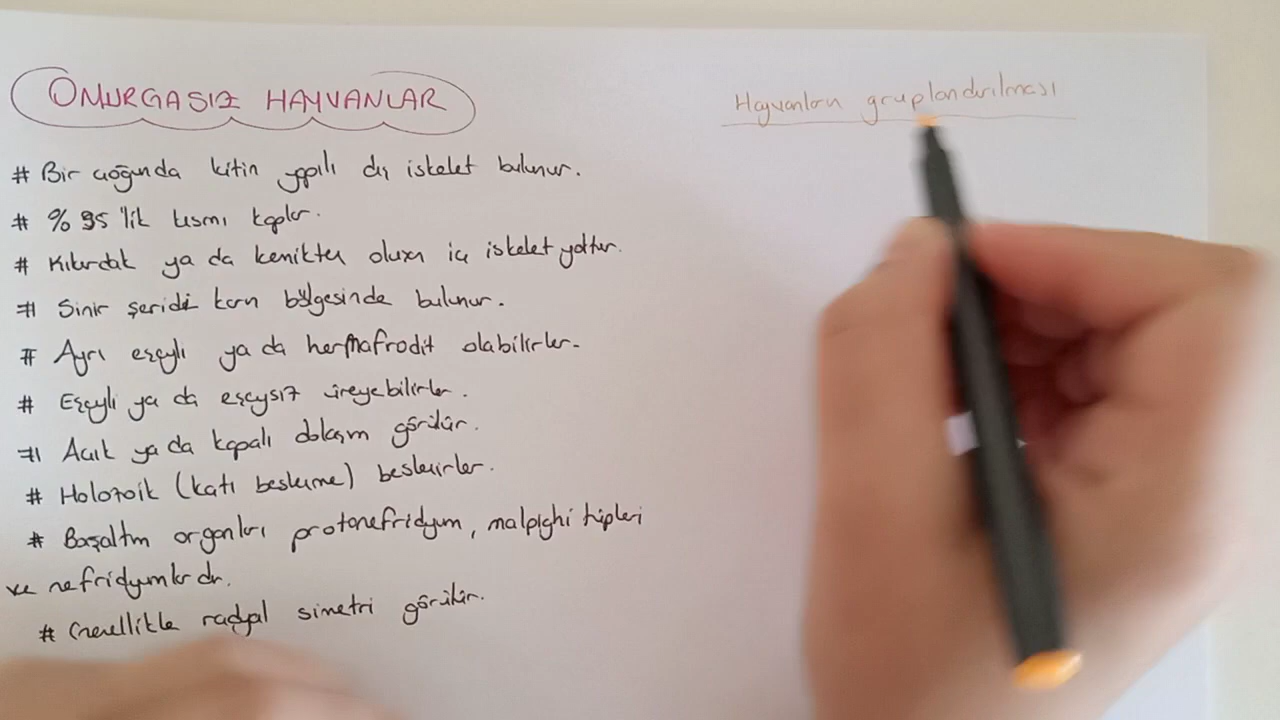 OMURGASIZ HAYVANLAR
# Bir çoğunda kitin yapılı dış iskelet bulunur.
# % 95 'lik kısmı kaplar.
# Kıkırdak ya da kemikten oluşan iç iskelet yoktur.
# Sinir şeridi karın bölgesinde bulunur.
# Ayrı eşeyli ya da hermafrodit olabilirler.
# Eşeyli ya da eşeysiz üreyebilirler.
# Açık ya da kapalı dolaşım görülür.
# Holozoik (katı beslenme) beslenirler.
# Boşaltım organları protonefridyum, malpighi tüpleri
ve nefridyumlardır.
# Genellikle radyal simetri görülür.
Hayvanların gruplandırılması